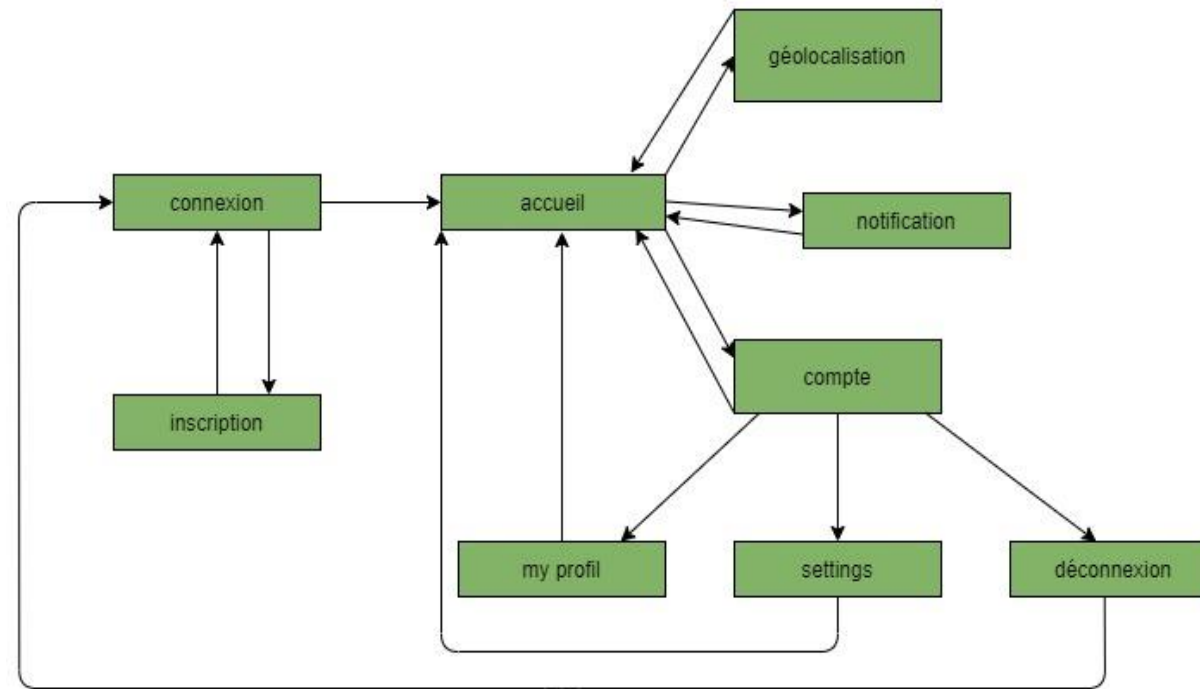 géolocalisation
connexion
accueil
notification
compte
inscription
my profil
settings
déconnexion